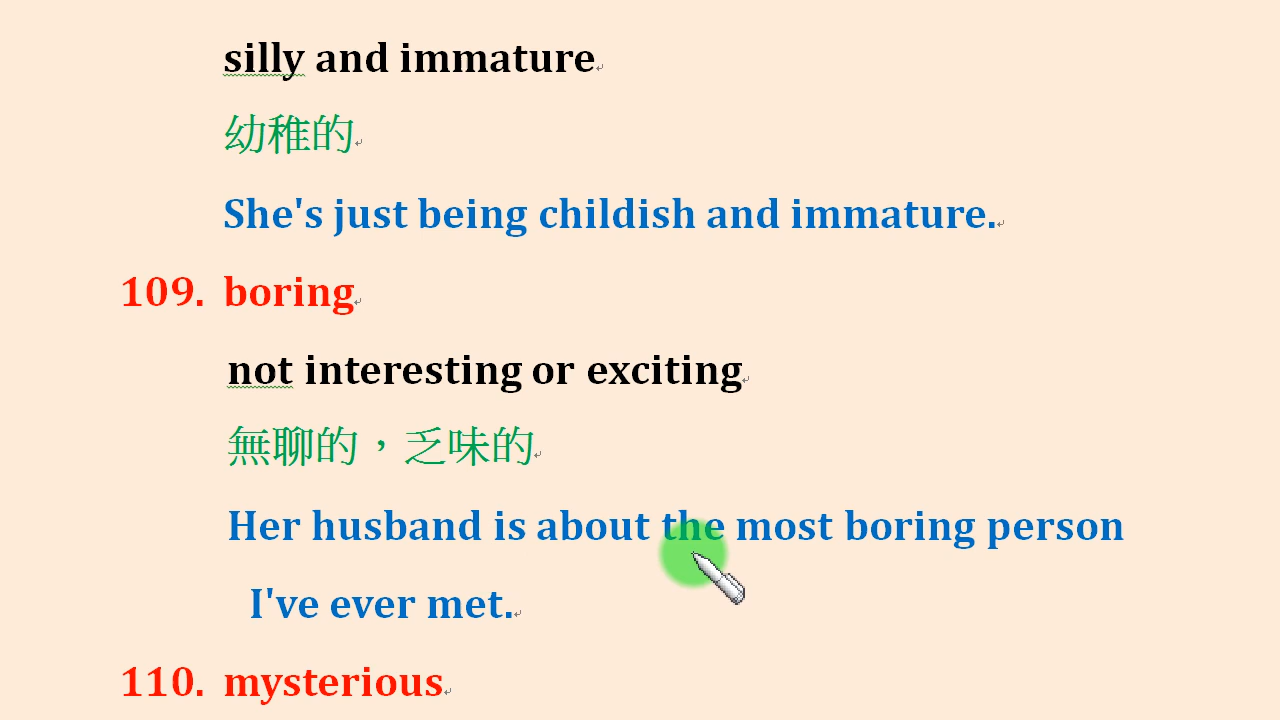 silly and immature
幼稚的
She's just being childish and immature.
109. boring
not interesting or exciting
無聊的，乏味的
Her husband is about the most boring person
I've ever met.
110. mysterious